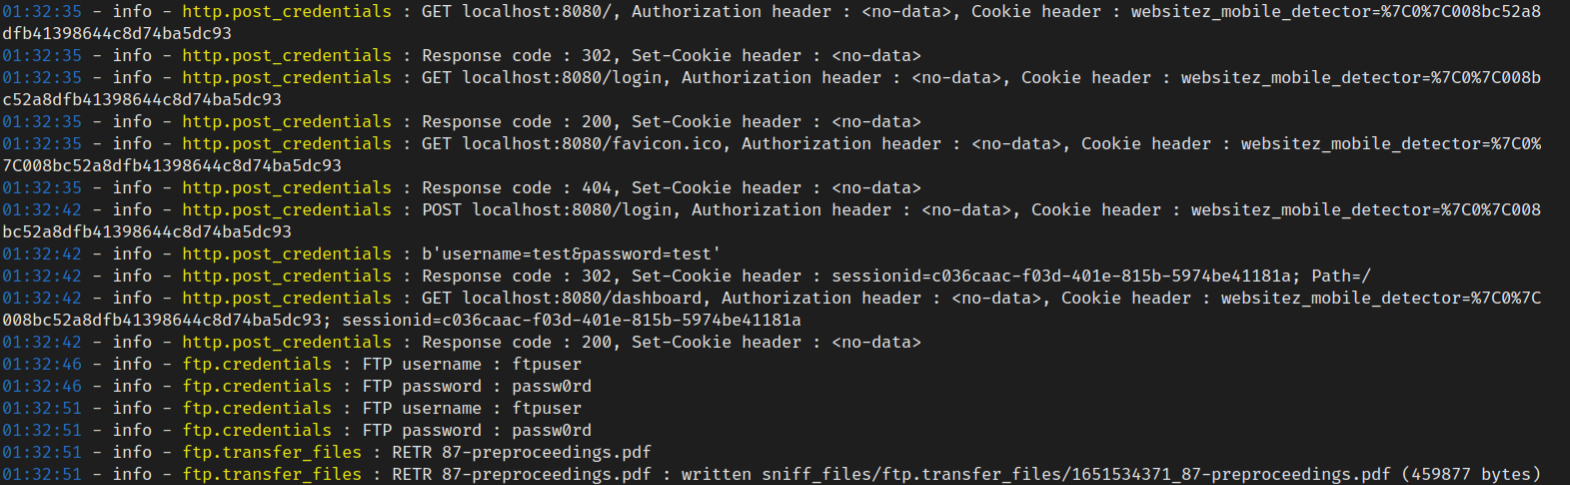 01:32:35 - info - http.post_credentials : GET localhost:8080/, Authorization header : <no-data>, Cookie header : websitez_mobile_detector=%7C0%7C008bc52a8
dfb41398644c8d74ba5dc93
01:32:35 - info - http.post_credentials : Response code : 302, Set-Cookie header : <no-data>
01:32:35 - info - http.post_credentials : GET localhost:8080/login, Authorization header : <no-data>, Cookie header : websitez_mobile_detector=%7C0%7C008b
c52a8dfb41398644c8d74ba5dc93
01:32:35 - info - http.post_credentials : Response code : 200, Set-Cookie header : <no-data>
01:32:35 - info - http.post_credentials : GET localhost:8080/favicon.ico, Authorization header : <no-data>, Cookie header : websitez_mobile_detector=%7C0%
7C008bc52a8dfb41398644c8d74ba5dc93
01:32:35 - info - http.post_credentials : Response code : 404, Set-Cookie header : <no-data>
01:32:42 - info - http.post_credentials : POST localhost:8080/login, Authorization header : <no-data>, Cookie header : websitez_mobile_detector=%7C0%7C008
bc52a8dfb41398644c8d74ba5dc93
01:32:42 - info - http.post_credentials : b'username=test&password=test'
01:32:42 - info - http.post_credentials : Response code : 302, Set-Cookie header : sessionid=c036caac-f03d-401e-815b-5974be41181a; Path=/
01:32:42 - info - http.post_credentials : GET localhost:8080/dashboard, Authorization header : <no-data>, Cookie header : websitez_mobile_detector=%7C0%7C
008bc52a8dfb41398644c8d74ba5dc93; sessionid=c036caac-f03d-401e-815b-5974be41181a
01:32:42 - info - http.post_credentials : Response code : 200, Set-Cookie header : <no-data>
01:32:46 - info - ftp.credentials : FTP username : ftpuser
01:32:46 - info - ftp.credentials : FTP password : passw0rd
01:32:51 - info - ftp.credentials : FTP username : ftpuser
01:32:51 - info - ftp.credentials : FTP password : passw0rd
01:32:51 - info - ftp.transfer_files : RETR 87-preproceedings.pdf
01:32:51 - info - ftp.transfer_files : RETR 87-preproceedings.pdf : written sniff_files/ftp.transfer_files/1651534371_87-preproceedings.pdf (459877 bytes)